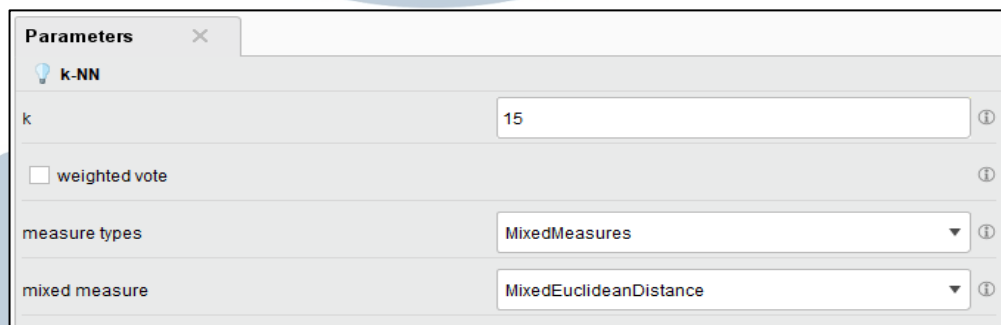 Parameters
k-NN
k 15
weighted vote
measure types MixedMeasures
mixed measure MixedEuclideanDistance